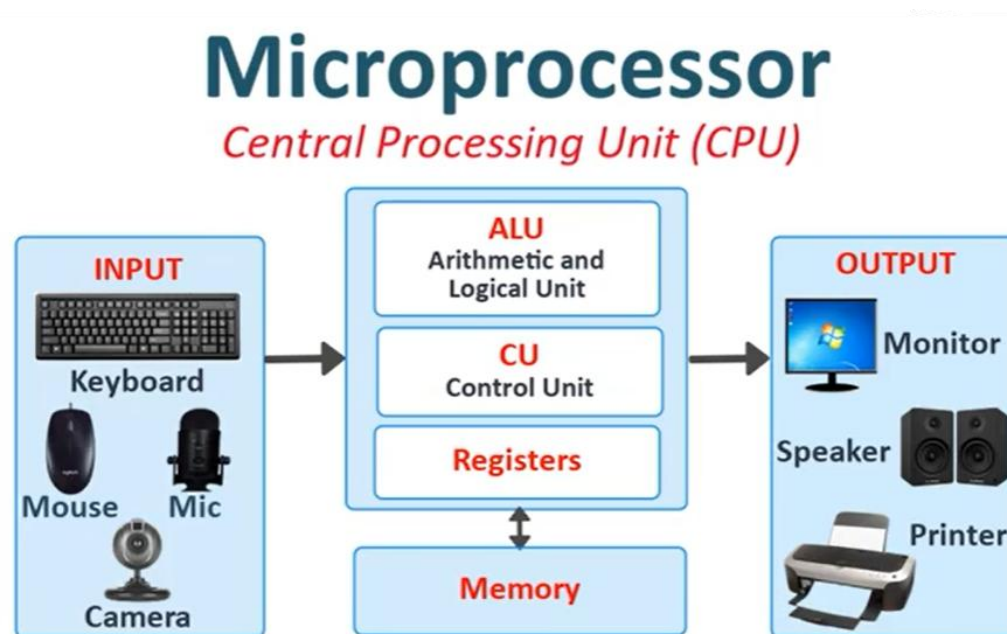 Microprocessor
Central Processing Unit (CPU)
INPUT
Keyboard
Mouse
Mic
Camera
ALU
Arithmetic and
Logical Unit
CU
Control Unit
Registers
Memory
OUTPUT
Monitor
Speaker
Printer